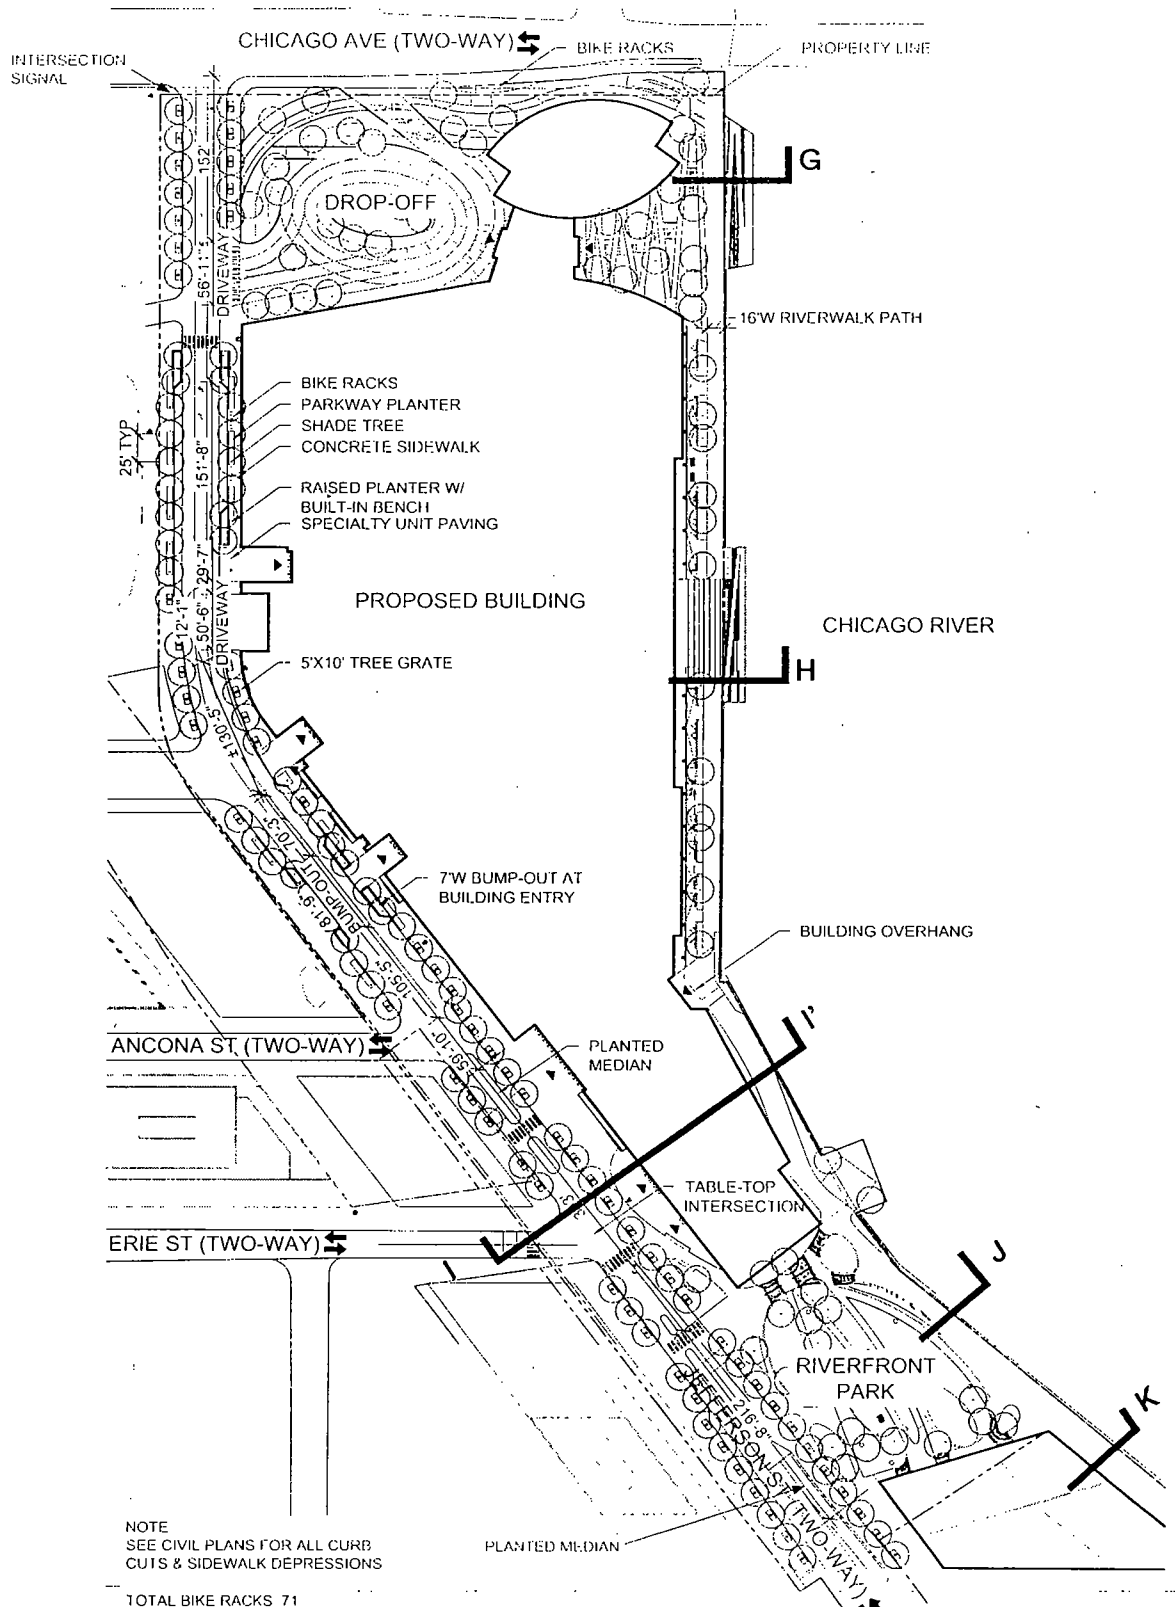 CHICAGO AVE (TWO-WAY)
BIKE RACKS
PROPERTY LINE
INTERSECTION
SIGNAL
152'
G
DROP-OFF
56'-11"
DRIVEWAY
16'W RIVERWALK PATH
BIKE RACKS
PARKWAY PLANTER
SHADE TREE
CONCRETE SIDEWALK
25' TYP
151'-8"
RAISED PLANTER W/
BUILT-IN BENCH
SPECIALTY UNIT PAVING
29'-7"
PROPOSED BUILDING
CHICAGO RIVER
12'-1"
50'-6"
DRIVEWAY
5'X10' TREE GRATE
H
±130'-5"
70'-3"
BUMP-OUT
81'-9"
7'W BUMP-OUT AT
BUILDING ENTRY
BUILDING OVERHANG
105'-5"
I'
ANCONA ST (TWO-WAY)
59'-10"
PLANTED
MEDIAN
TABLE-TOP
INTERSECTION
ERIE ST (TWO-WAY)
I
J
RIVERFRONT
PARK
K
216'-8"
JEFFERSON ST (TWO-WAY)
NOTE
SEE CIVIL PLANS FOR ALL CURB
CUTS & SIDEWALK DEPRESSIONS
PLANTED MEDIAN
TOTAL BIKE RACKS 71